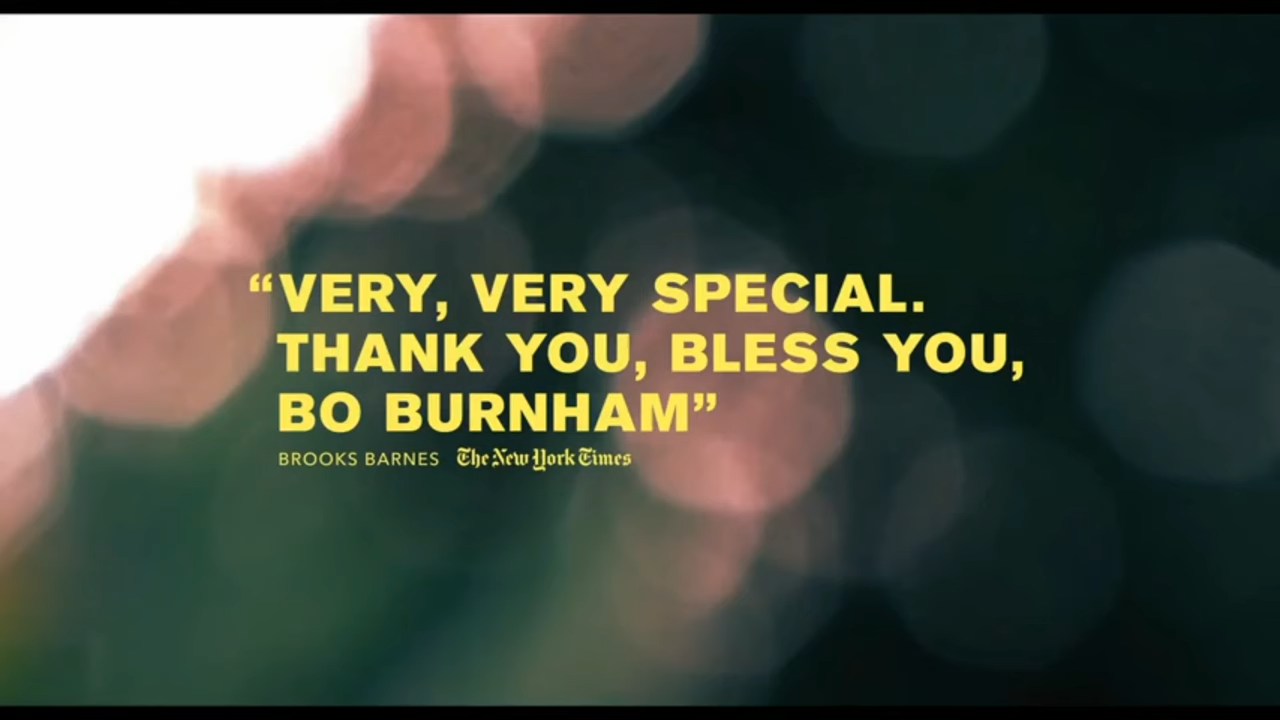 “VERY, VERY SPECIAL.
THANK YOU, BLESS YOU,
BO BURNHAM”
BROOKS BARNES The New York Times